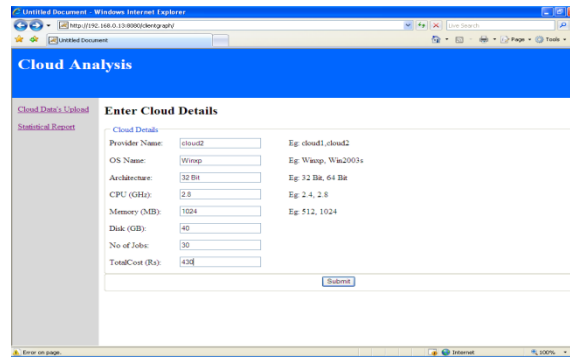 Untitled Document - Windows Internet Explorer
http://192.168.0.13:8080/clientgraph/
Live Search
Untitled Document
Page
Tools
Cloud Analysis
Cloud Data's Upload
Statistical Report
Enter Cloud Details
Cloud Details
Provider Name: cloud2 Eg: cloud1,cloud2
OS Name: Winxp Eg: Winxp, Win2003s
Architecture: 32 Bit Eg: 32 Bit, 64 Bit
CPU (GHz): 2.8 Eg: 2.4, 2.8
Memory (MB): 1024 Eg: 512, 1024
Disk (GB): 40
No of Jobs: 30
TotalCost (Rs): 430
Submit
Error on page.
Internet
100%